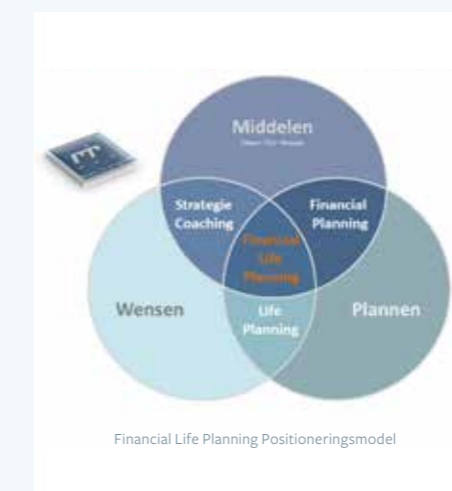 Middelen
Strategie
Coaching
Financial
Planning
Financial
Life
Planning
Wensen
Life
Planning
Plannen
Financial Life Planning Positioneringsmodel